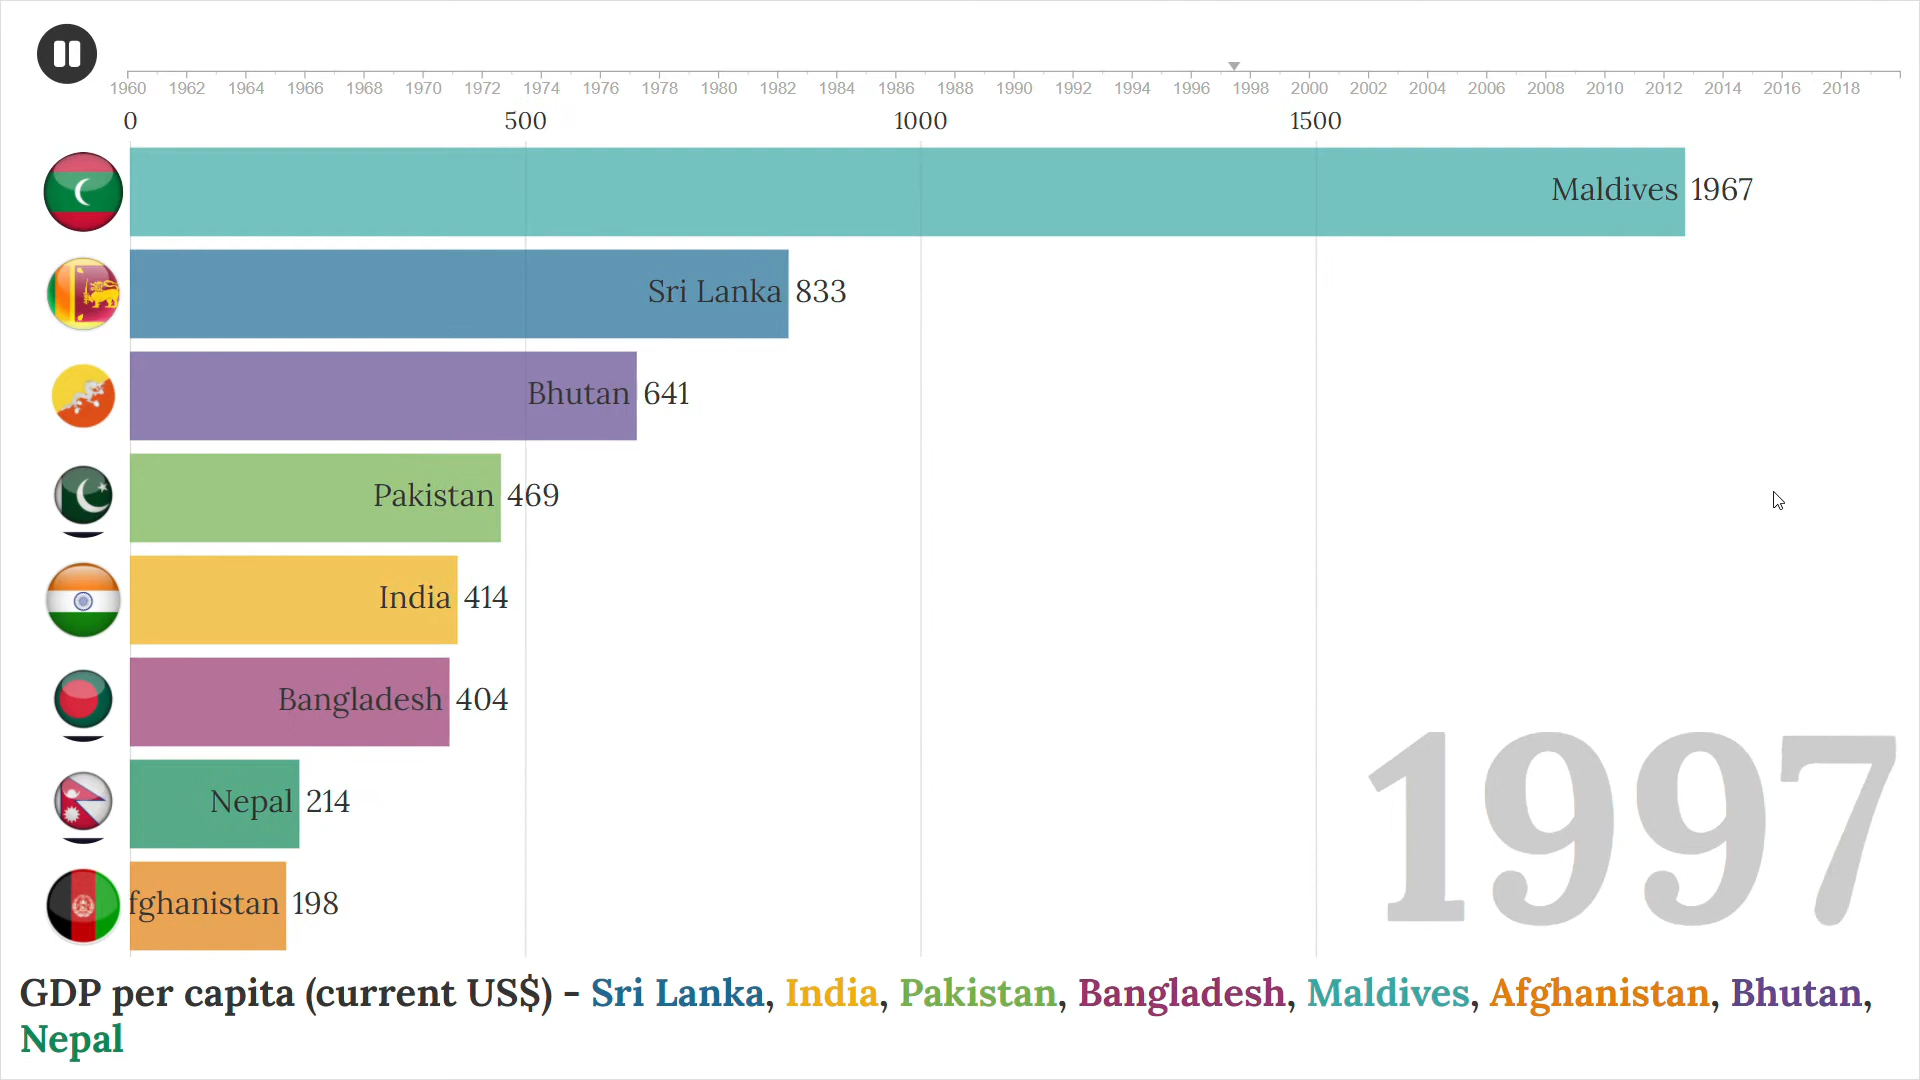 1960 1962 1964 1966 1968 1970 1972 1974 1976 1978 1980 1982 1984 1986 1988 1990 1992 1994 1996 1998 2000 2002 2004 2006 2008 2010 2012 2014 2016 2018
0 500 1000 1500
Maldives 1967
Sri Lanka 833
Bhutan 641
Pakistan 469
India 414
Bangladesh 404
Nepal 214
fghanistan 198
1997
GDP per capita (current US$) - Sri Lanka, India, Pakistan, Bangladesh, Maldives, Afghanistan, Bhutan,
Nepal